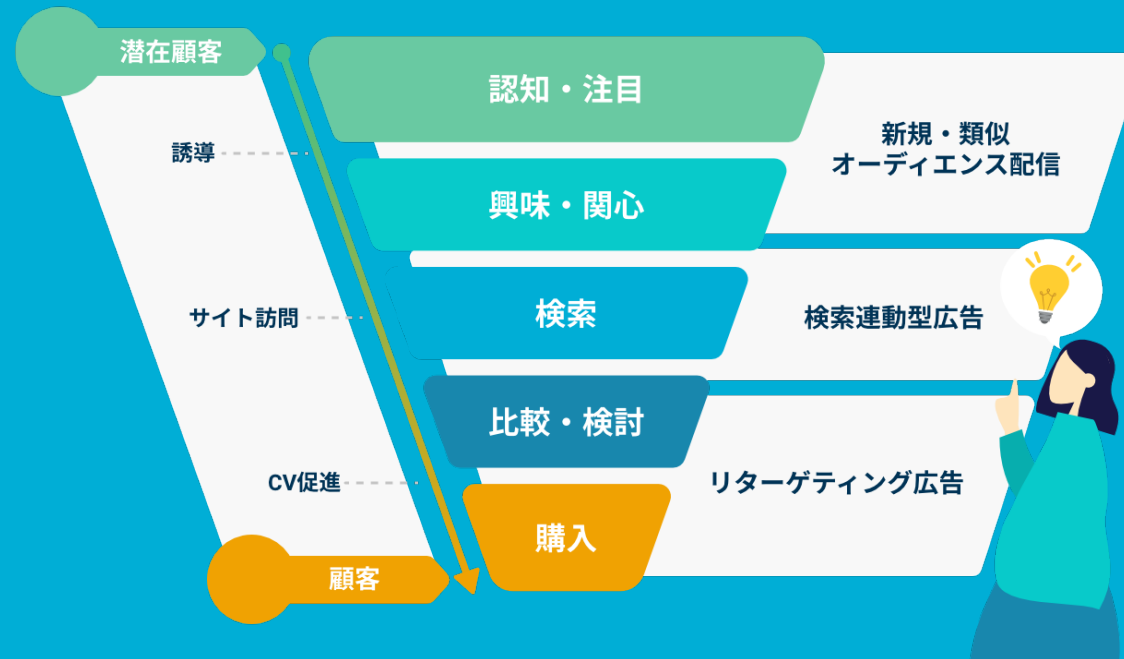 潜在顧客
誘導
サイト訪問
CV促進
顧客
認知・注目
興味・関心
検索
比較・検討
購入
新規・類似
オーディエンス配信
検索連動型広告
リターゲティング広告